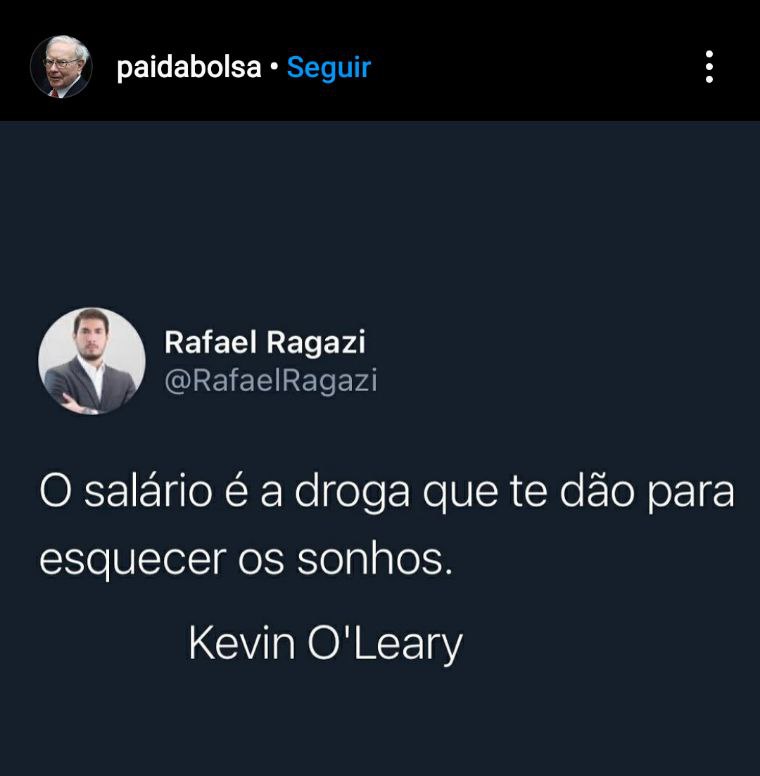 paidabolsa • Seguir
Rafael Ragazi
@RafaelRagazi
O salário é a droga que te dão para
esquecer os sonhos.
Kevin O'Leary